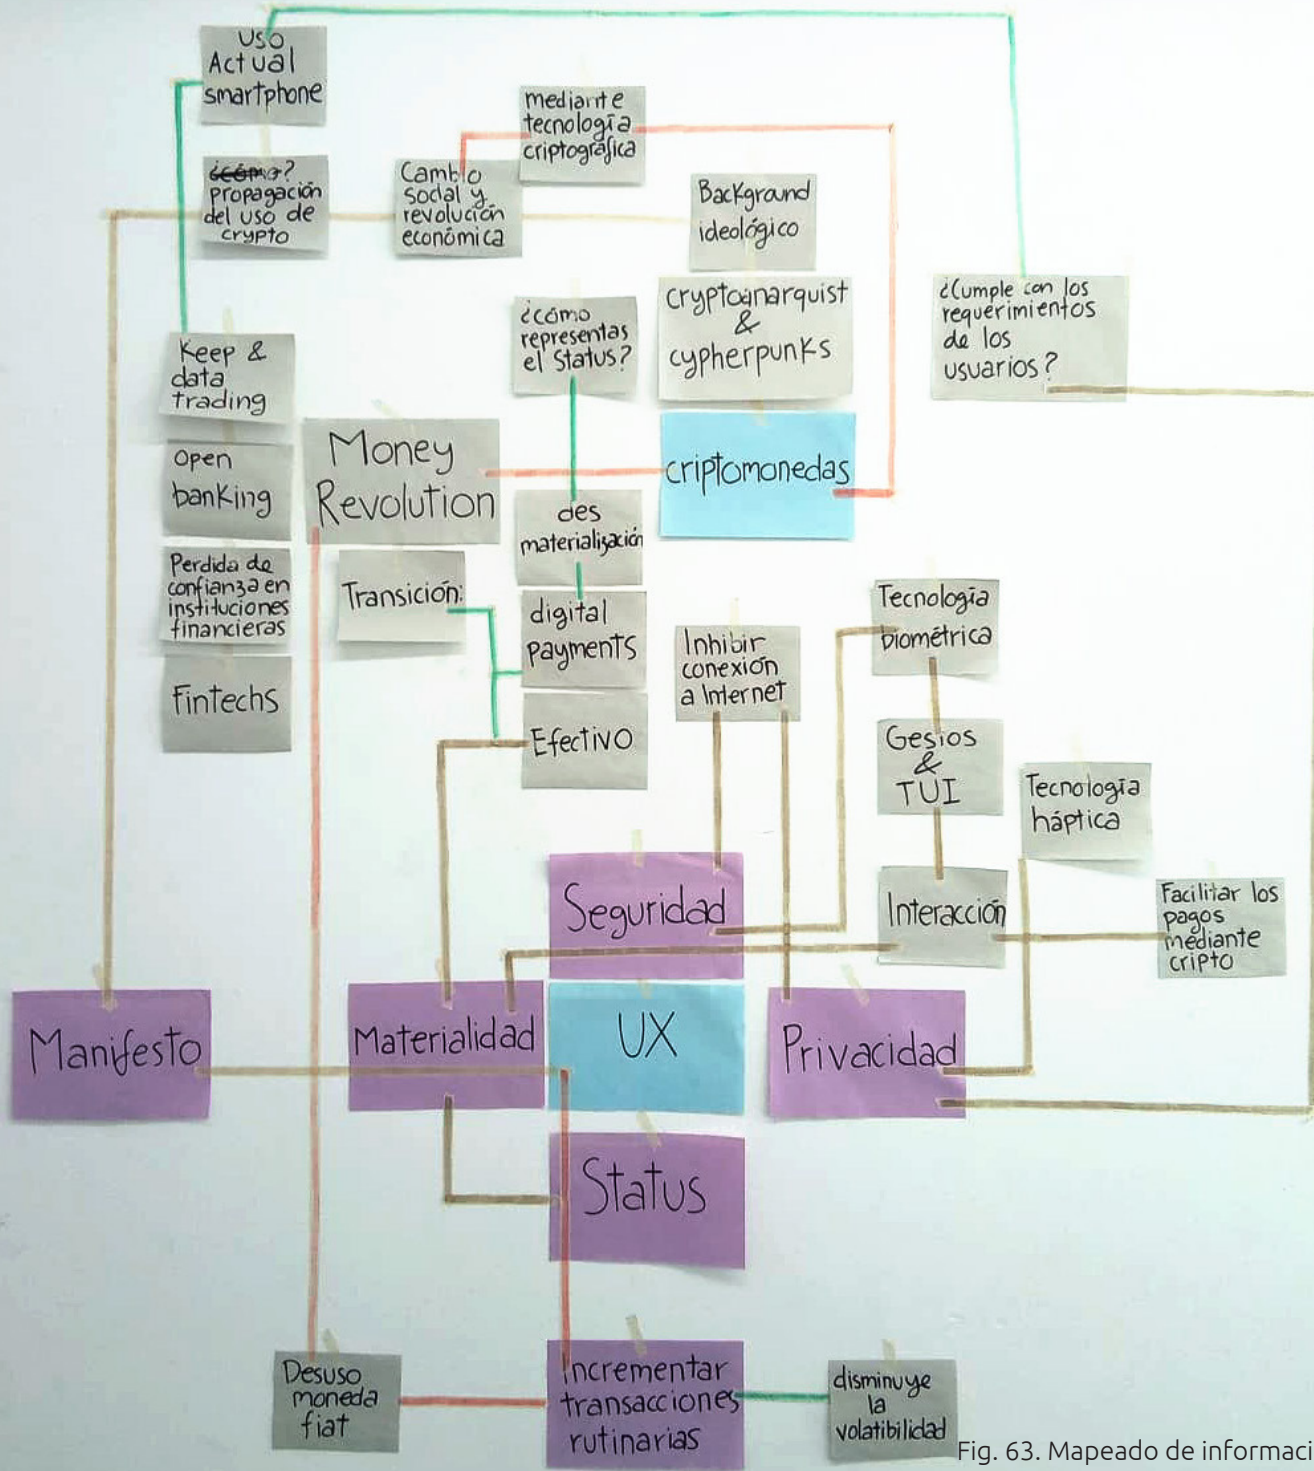 USO
Actual
smartphone
mediante
tecnología
criptográfica
¿cómo?
propagación
del uso de
crypto
Cambio
social y
revolución
económica
Background
ideológico
cryptoanarquist
&
cypherpunks
¿Cumple con los
requerimientos
de los
usuarios?
¿cómo
representas
el Status?
Keep &
data
trading
Open
banking
Perdida de
confianza en
instituciones
financieras
Fintechs
Money
Revolution
criptomonedas
des
materialización
Transición:
digital
payments
Efectivo
Inhibir
conexión
a Internet
Tecnología
biométrica
Gestos
&
TUI
Tecnología
háptica
Interacción
Facilitar los
pagos
mediante
cripto
Seguridad
Manifesto
Materialidad
UX
Privacidad
Status
Desuso
moneda
fiat
Incrementar
transacciones
rutinarias
disminuye
la
volatibilidad
Fig. 63. Mapeado de informaci